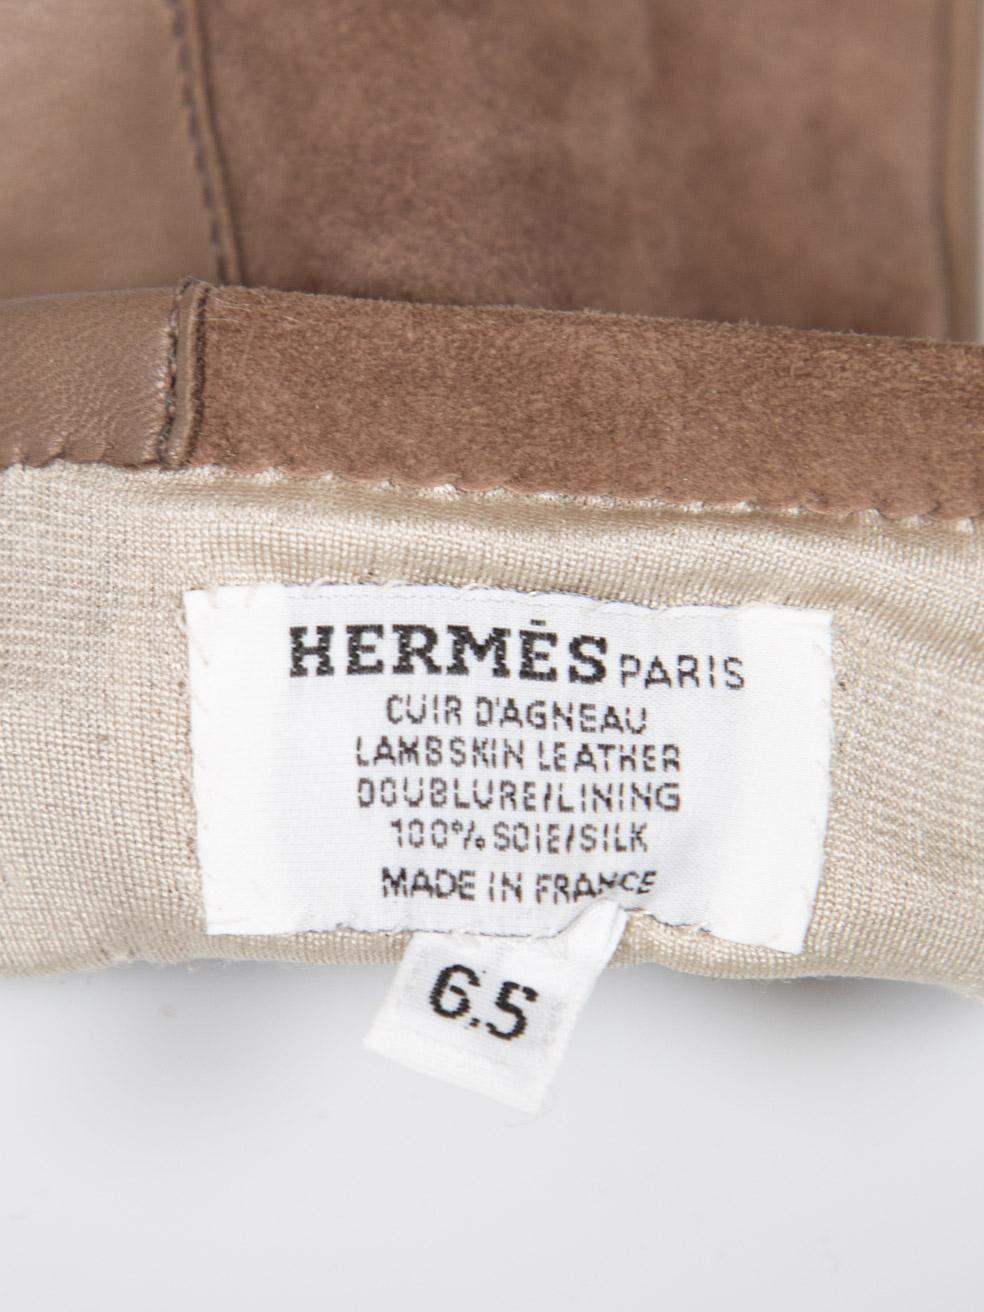 HERMÈS PARIS
CUIR D'AGNEAU
LAMBSKIN LEATHER
DOUBLURE/LINING
100% SOIE/SILK
MADE IN FRANCE
6.5